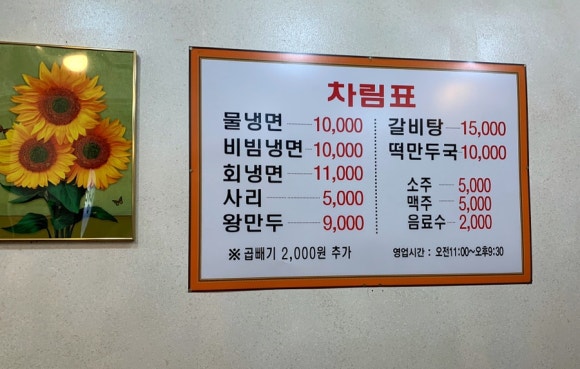 차림표
물냉면 10,000
비빔냉면 10,000
회냉면 11,000
사리 5,000
왕만두 9,000
※ 곱빼기 2,000원 추가
갈비탕 15,000
떡만두국 10,000
소주 5,000
맥주 5,000
음료수 2,000
영업시간 : 오전11:00~오후9:30